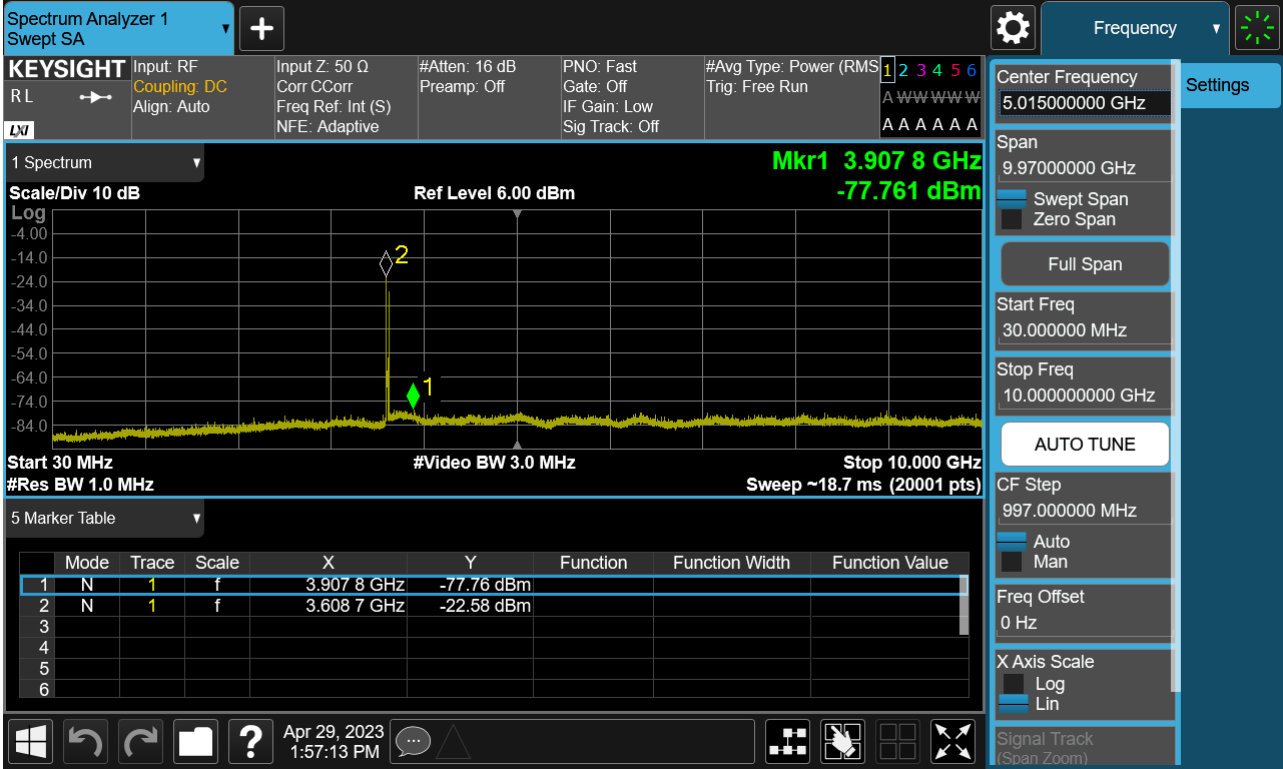 Spectrum Analyzer 1
Swept SA
Frequency
KEYSIGHT
R L
LXI
Input: RF
Coupling: DC
Align: Auto
Input Z: 50 Ω
Corr CCorr
Freq Ref: Int (S)
NFE: Adaptive
#Atten: 16 dB
Preamp: Off
PNO: Fast
Gate: Off
IF Gain: Low
Sig Track: Off
#Avg Type: Power (RMS
Trig: Free Run
1 2 3 4 5 6
A W W W W W
A A A A A A
Center Frequency
5.015000000 GHz
Settings
Span
9.97000000 GHz
Swept Span
Zero Span
Full Span
Start Freq
30.000000 MHz
Stop Freq
10.000000000 GHz
AUTO TUNE
CF Step
997.000000 MHz
Auto
Man
Freq Offset
0 Hz
X Axis Scale
Log
Lin
Signal Track
(Span Zoom)
1 Spectrum
Mkr1 3.907 8 GHz
-77.761 dBm
Scale/Div 10 dB
Ref Level 6.00 dBm
Log
-4.00
-14.0
-24.0
-34.0
-44.0
-54.0
-64.0
-74.0
-84.0
2
1
Start 30 MHz
#Video BW 3.0 MHz
Stop 10.000 GHz
#Res BW 1.0 MHz
Sweep ~18.7 ms (20001 pts)
5 Marker Table
Mode Trace Scale X Y Function Function Width Function Value
1 N 1 f 3.907 8 GHz -77.76 dBm
2 N 1 f 3.608 7 GHz -22.58 dBm
3
4
5
6
?
Apr 29, 2023
1:57:13 PM